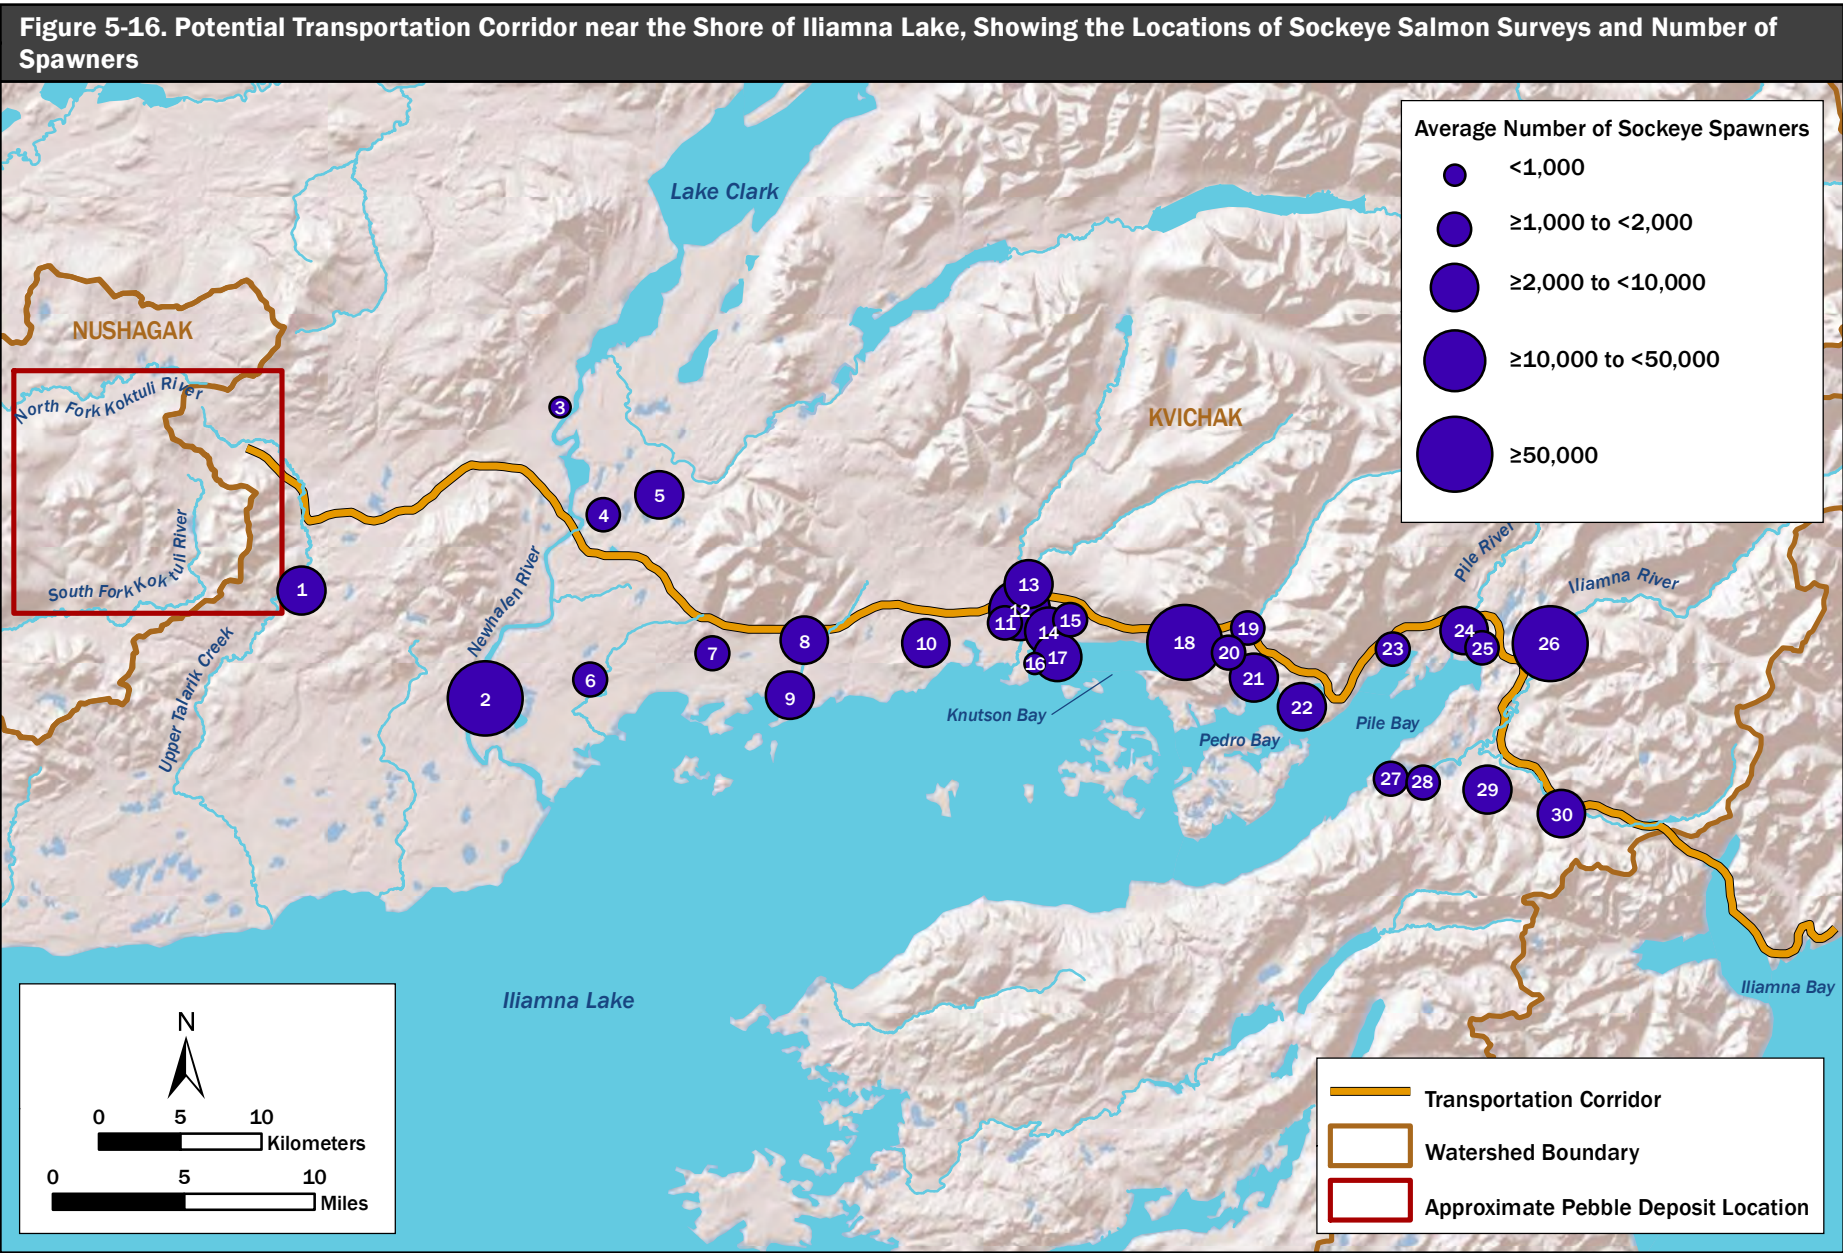 Figure 5-16. Potential Transportation Corridor near the Shore of Iliamna Lake, Showing the Locations of Sockeye Salmon Surveys and Number of
Spawners
Average Number of Sockeye Spawners
<1,000
≥1,000 to <2,000
≥2,000 to <10,000
≥10,000 to <50,000
≥50,000
Lake Clark
NUSHAGAK
North Fork Koktuli River
KVICHAK
South Fork Koktuli River
Upper Talarik Creek
Newhalen River
Pile River
Iliamna River
Knutson Bay
Pedro Bay
Pile Bay
Iliamna Lake
Iliamna Bay
1
2
3
4
5
6
7
8
9
10
11
12
13
14
15
16
17
18
19
20
21
22
23
24
25
26
27
28
29
30
N
0 5 10
Kilometers
0 5 10
Miles
Transportation Corridor
Watershed Boundary
Approximate Pebble Deposit Location